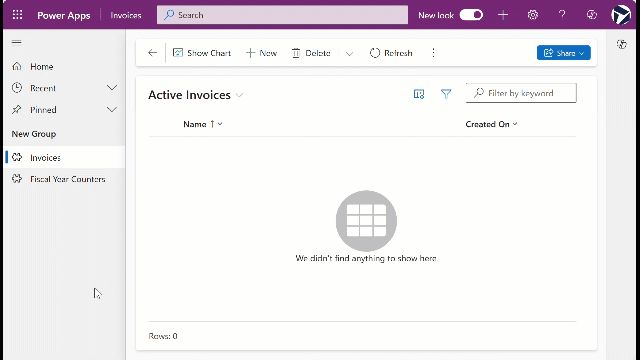 Power Apps
Invoices
Search
New look
?
Home
Recent
Pinned
New Group
Invoices
Fiscal Year Counters
Show Chart
New
Delete
Refresh
Share
Active Invoices
Filter by keyword
Name
Created On
We didn't find anything to show here
Rows: 0